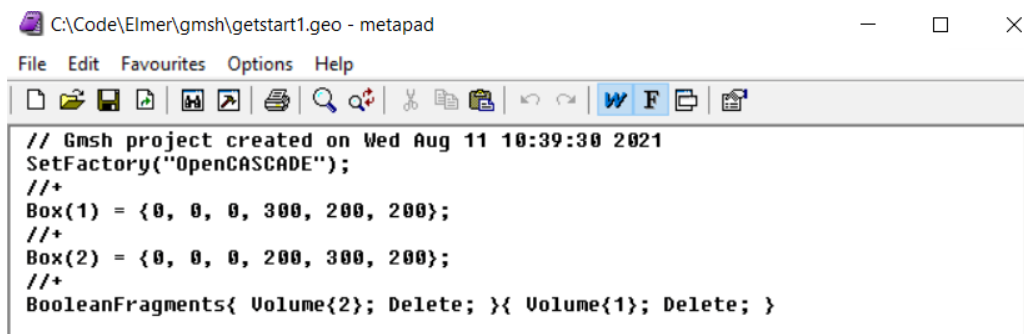 C:\Code\Elmer\gmsh\getstart1.geo - metapad
File Edit Favourites Options Help
W F
// Gmsh project created on Wed Aug 11 10:39:30 2021
SetFactory("OpenCASCADE");
//+
Box(1) = {0, 0, 0, 300, 200, 200};
//+
Box(2) = {0, 0, 0, 200, 300, 200};
//+
BooleanFragments{ Volume{2}; Delete; }{ Volume{1}; Delete; }